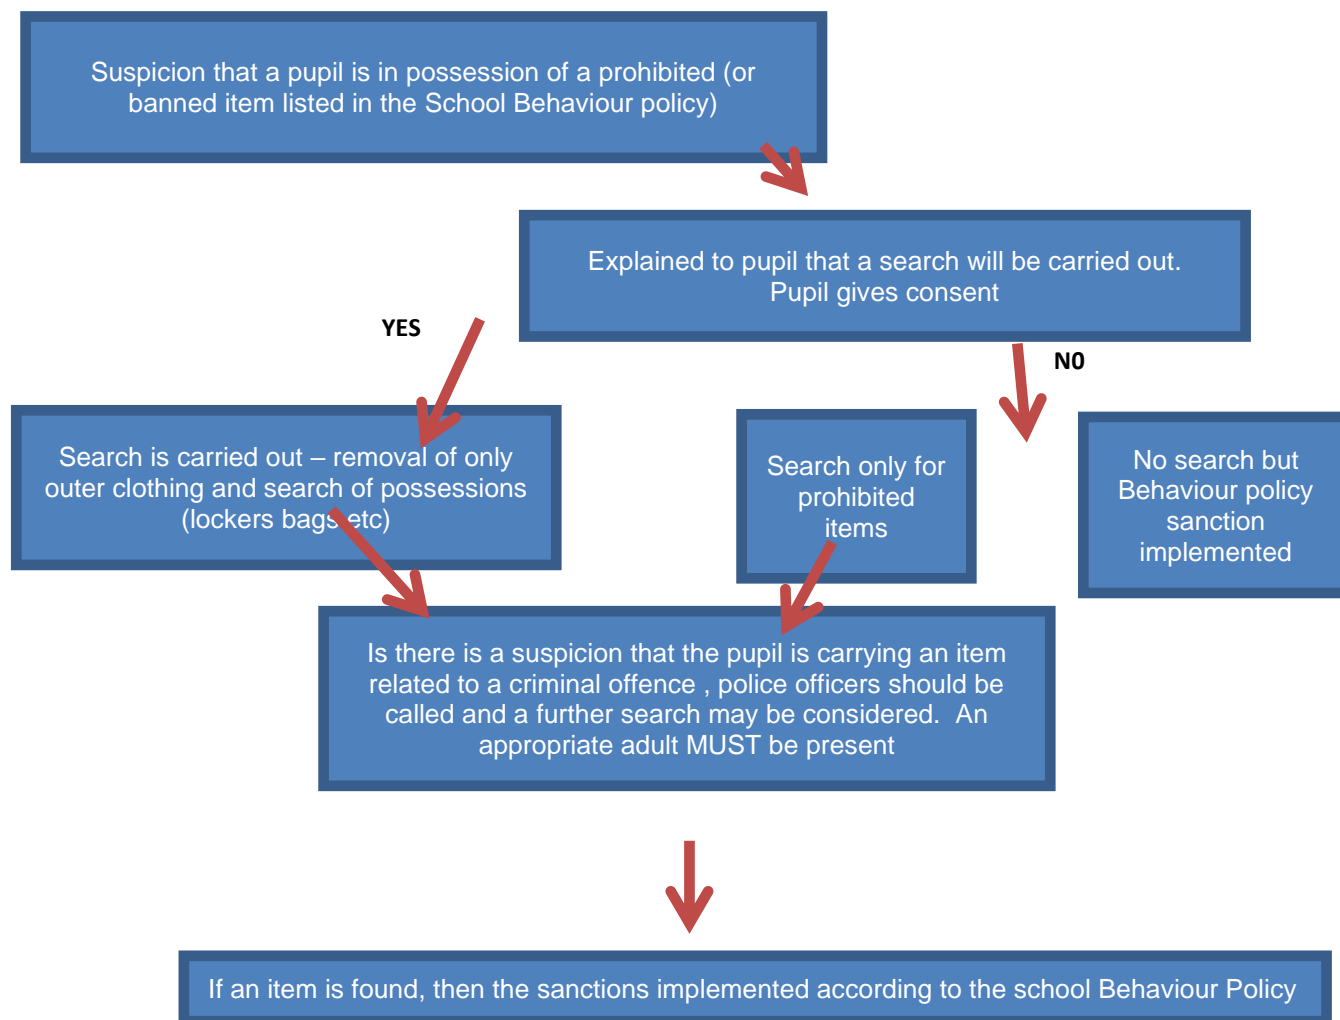 Suspicion that a pupil is in possession of a prohibited (or
banned item listed in the School Behaviour policy)
Explained to pupil that a search will be carried out.
Pupil gives consent
YES
N0
Search is carried out – removal of only
outer clothing and search of possessions
(lockers bags etc)
Search only for
prohibited
items
No search but
Behaviour policy
sanction
implemented
Is there is a suspicion that the pupil is carrying an item
related to a criminal offence , police officers should be
called and a further search may be considered.  An
appropriate adult MUST be present
If an item is found, then the sanctions implemented according to the school Behaviour Policy